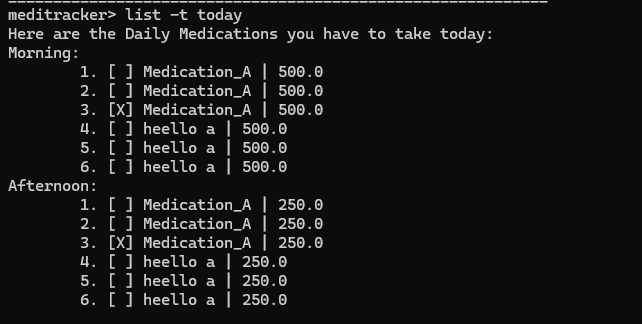 meditracker> list -t today
Here are the Daily Medications you have to take today:
Morning:
1. [ ] Medication_A | 500.0
2. [ ] Medication_A | 500.0
3. [X] Medication_A | 500.0
4. [ ] heello a | 500.0
5. [ ] heello a | 500.0
6. [ ] heello a | 500.0
Afternoon:
1. [ ] Medication_A | 250.0
2. [ ] Medication_A | 250.0
3. [X] Medication_A | 250.0
4. [ ] heello a | 250.0
5. [ ] heello a | 250.0
6. [ ] heello a | 250.0